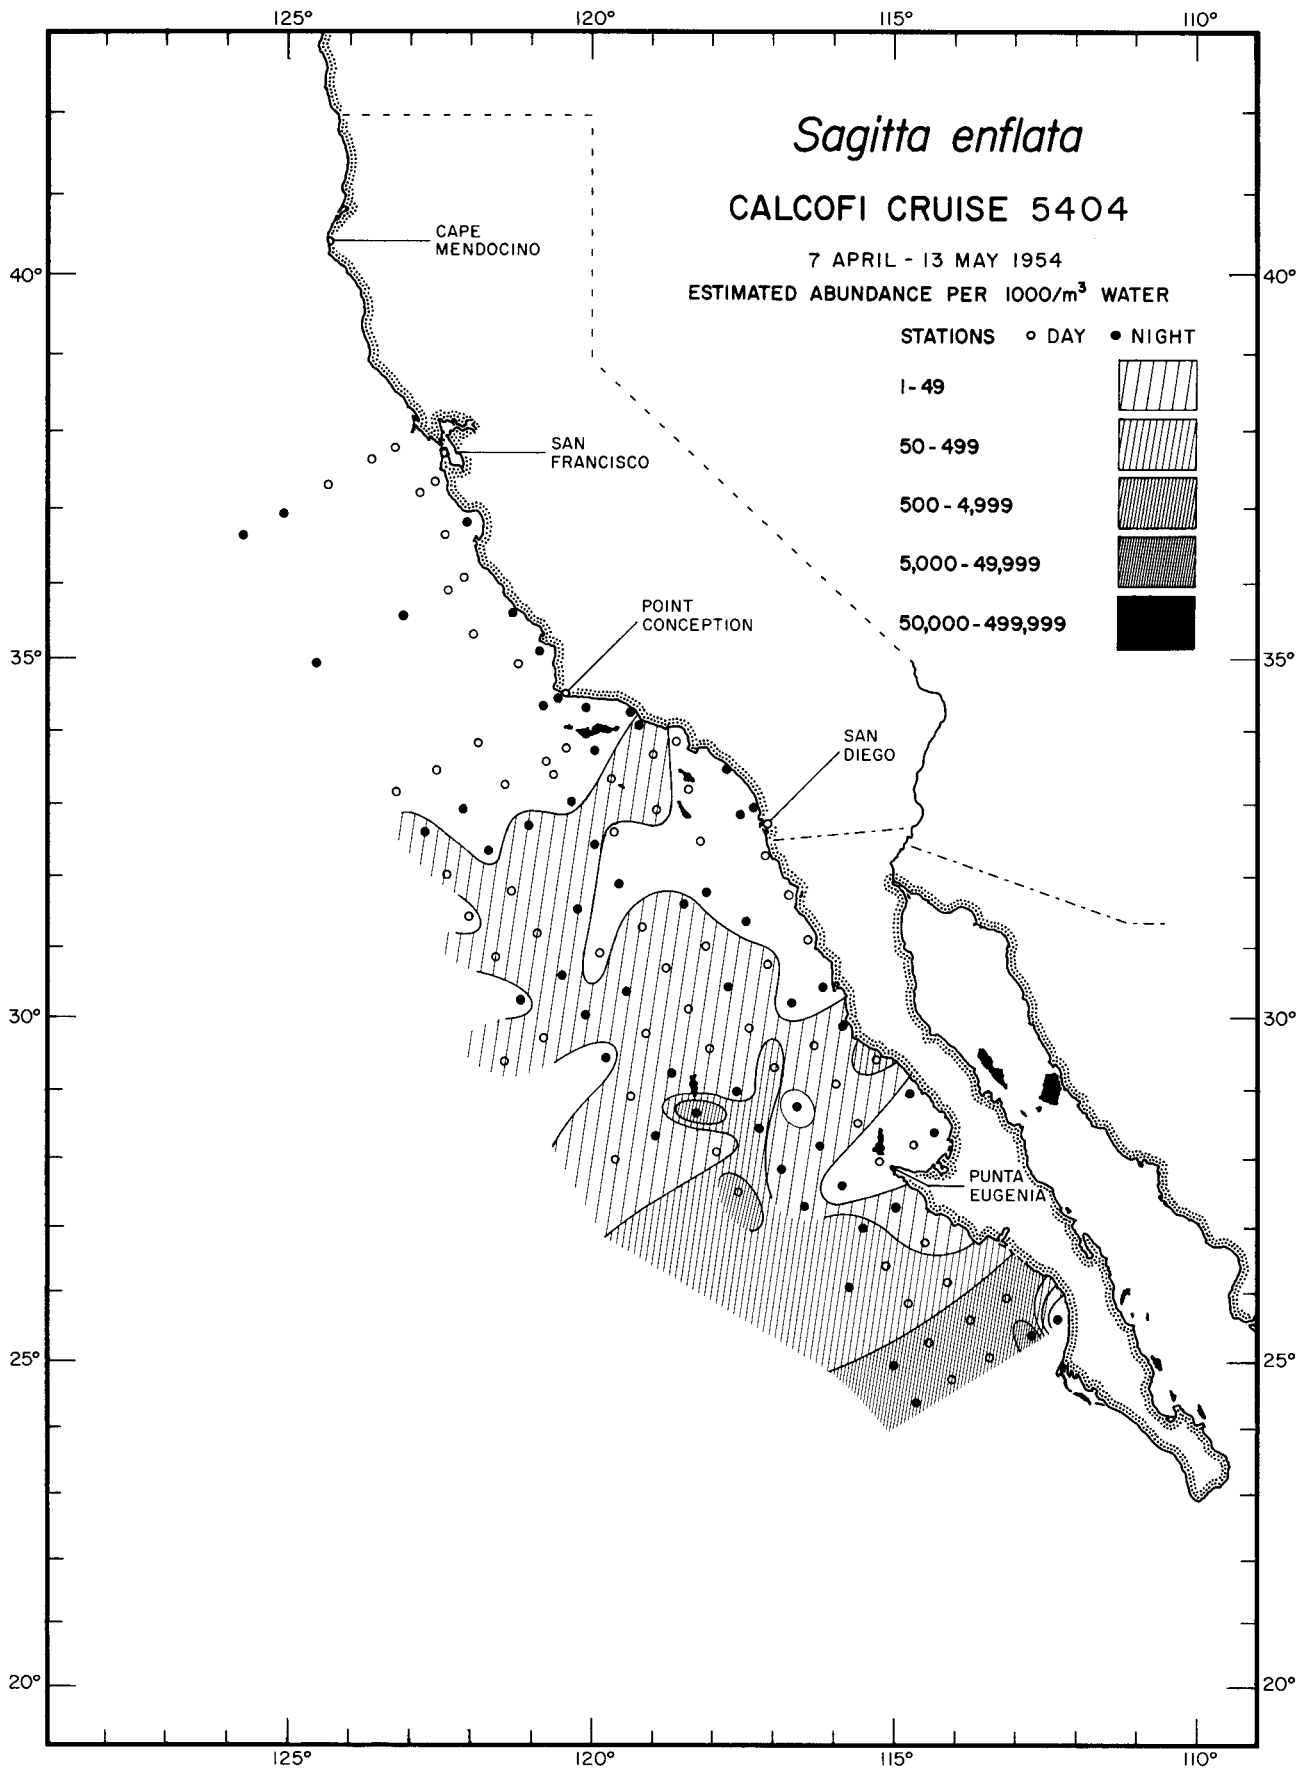 125° 120° 115° 110°
Sagitta enflata
CALCOFI CRUISE 5404
7 APRIL - 13 MAY 1954
ESTIMATED ABUNDANCE PER 1000/m³ WATER
STATIONS ○ DAY ● NIGHT
1-49
50-499
500-4,999
5,000-49,999
50,000-499,999
CAPE
MENDOCINO
40° 40°
SAN
FRANCISCO
POINT
CONCEPTION
35° 35°
SAN
DIEGO
30° 30°
PUNTA
EUGENIA
25° 25°
20° 20°
125° 120° 115° 110°